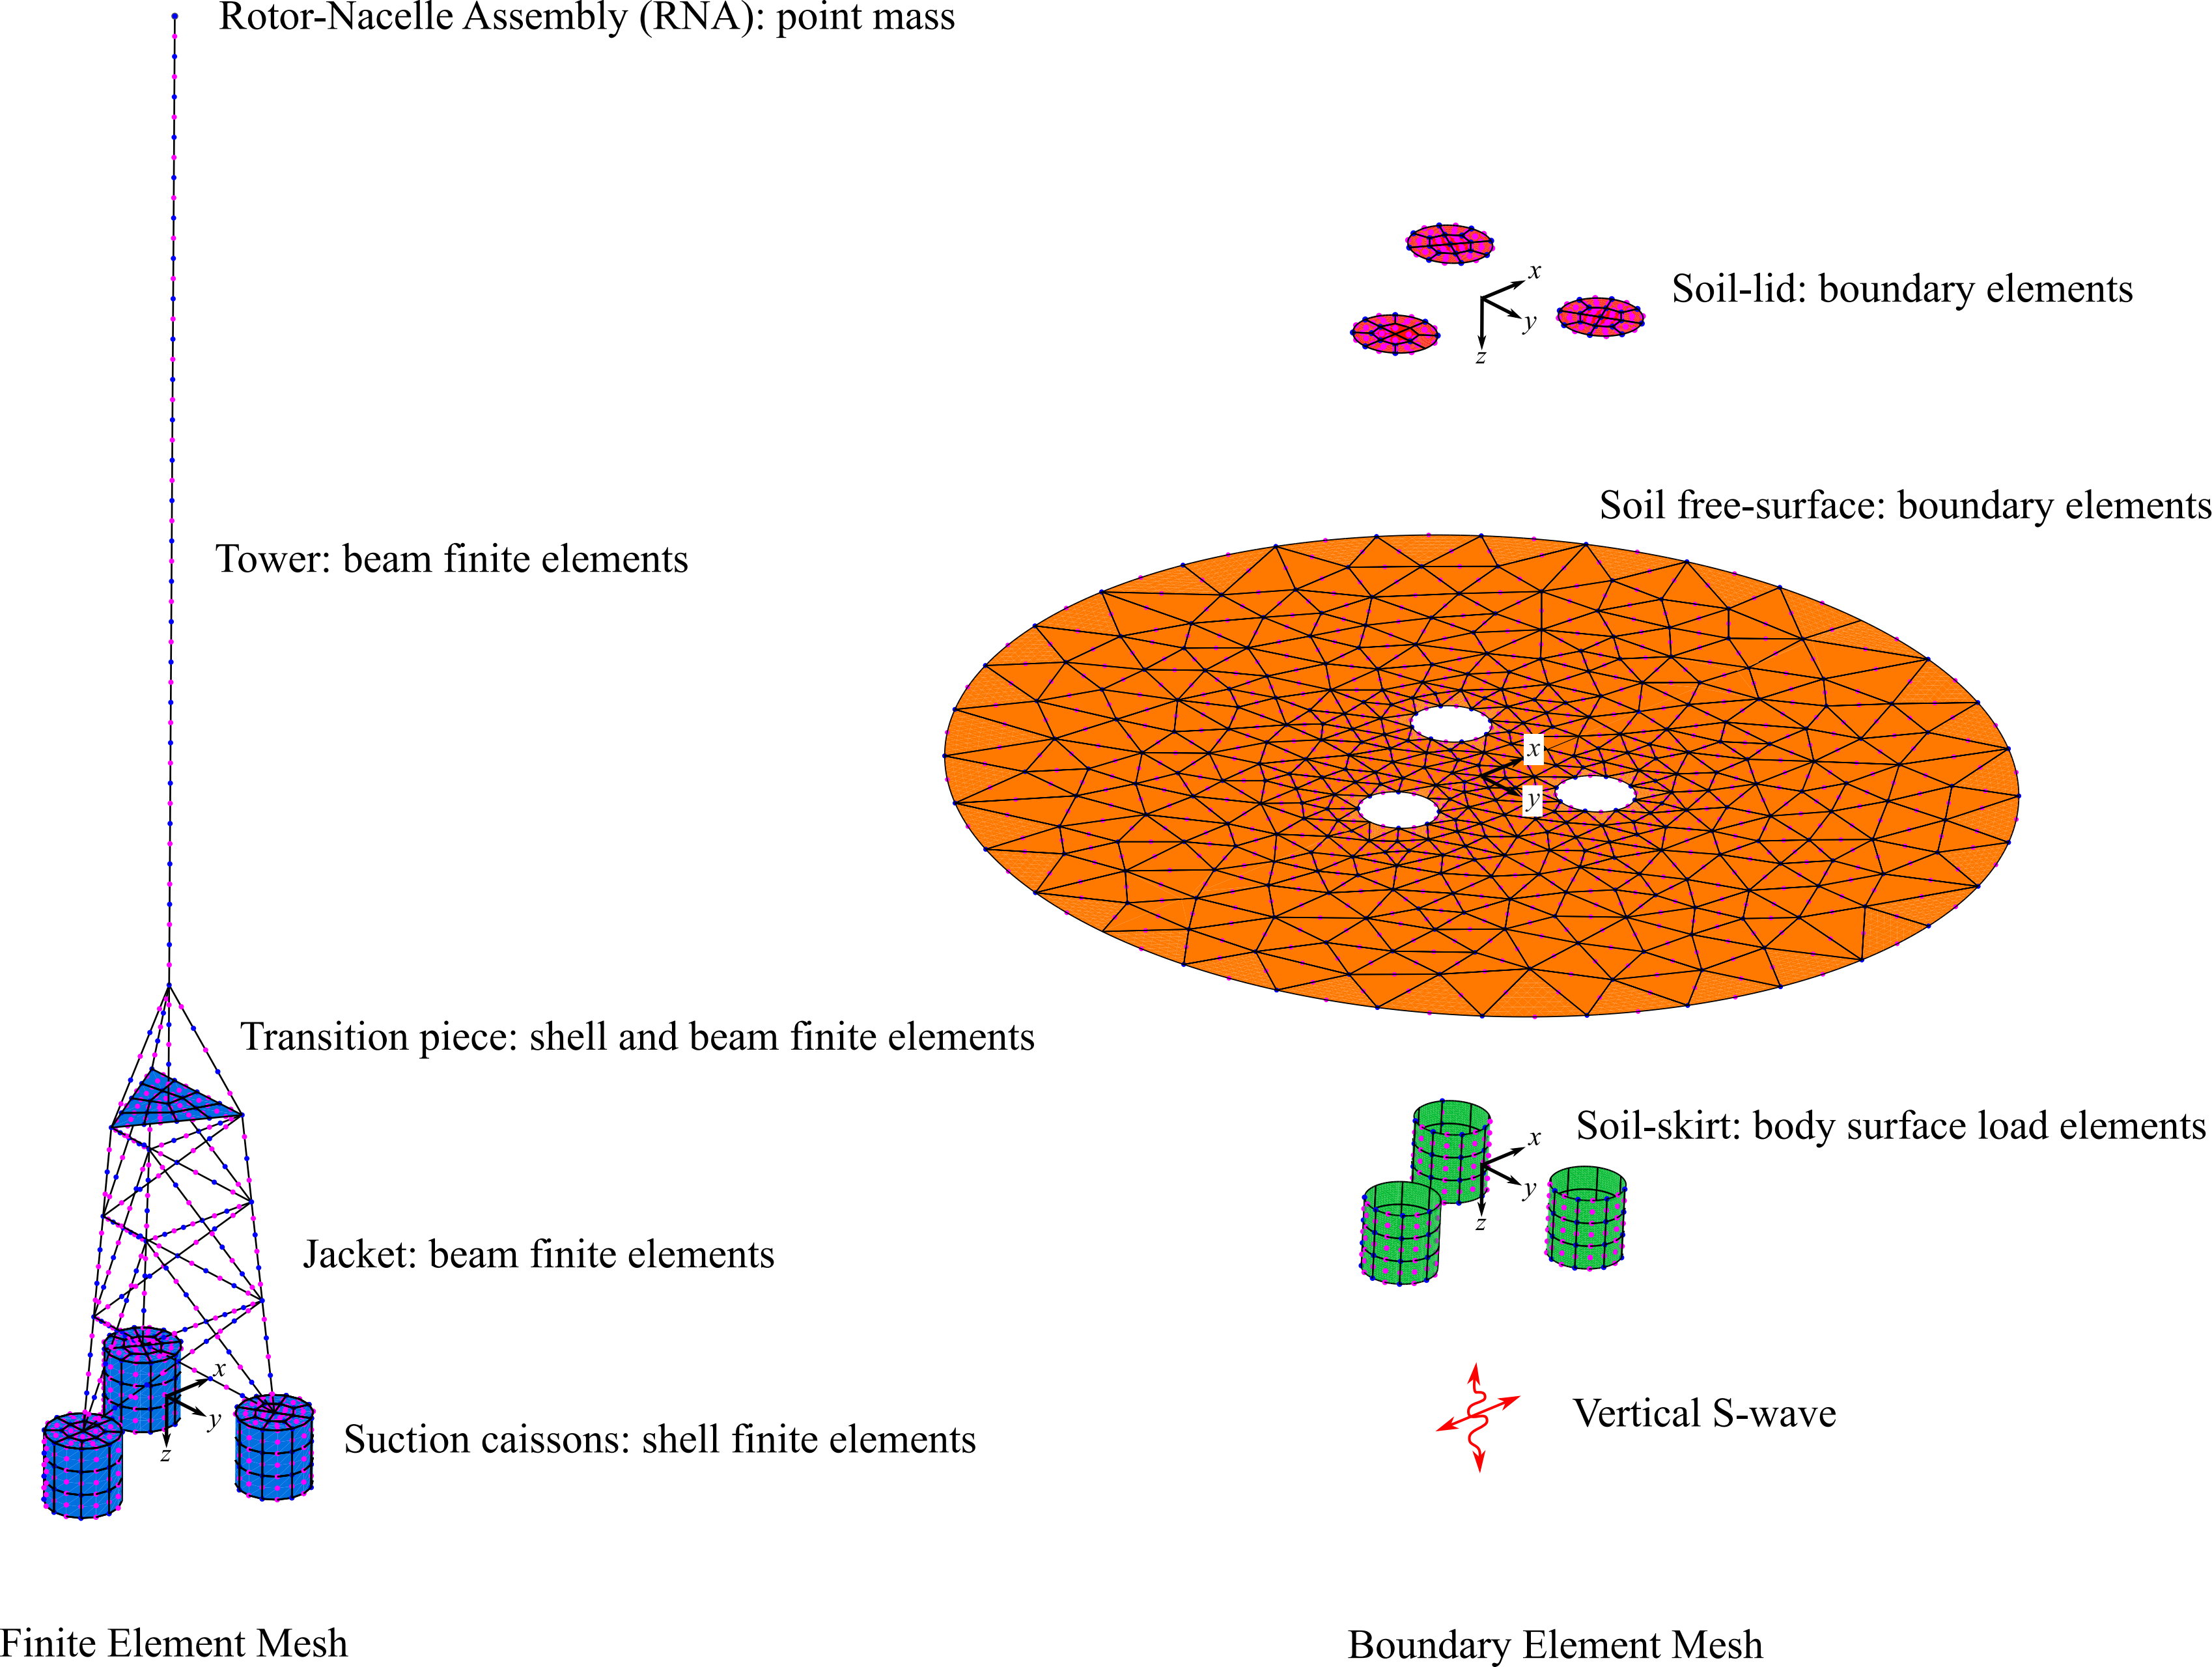 Rotor-Nacelle Assembly (RNA): point mass
x
Soil-lid: boundary elements
y
z
Soil free-surface: boundary elements
Tower: beam finite elements
x
y
Transition piece: shell and beam finite elements
Soil-skirt: body surface load elements
x
y
z
Jacket: beam finite elements
x
y
z
Vertical S-wave
Suction caissons: shell finite elements
Finite Element Mesh
Boundary Element Mesh